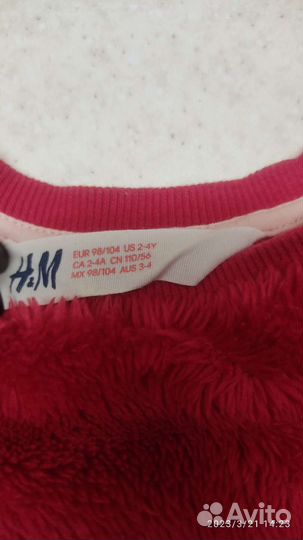 H&M
EUR 98/104 US 2-4Y
CA 2-4A CN 110/56
MX 98/104 AUS 3-4
2023/3/21 14:23
Avito